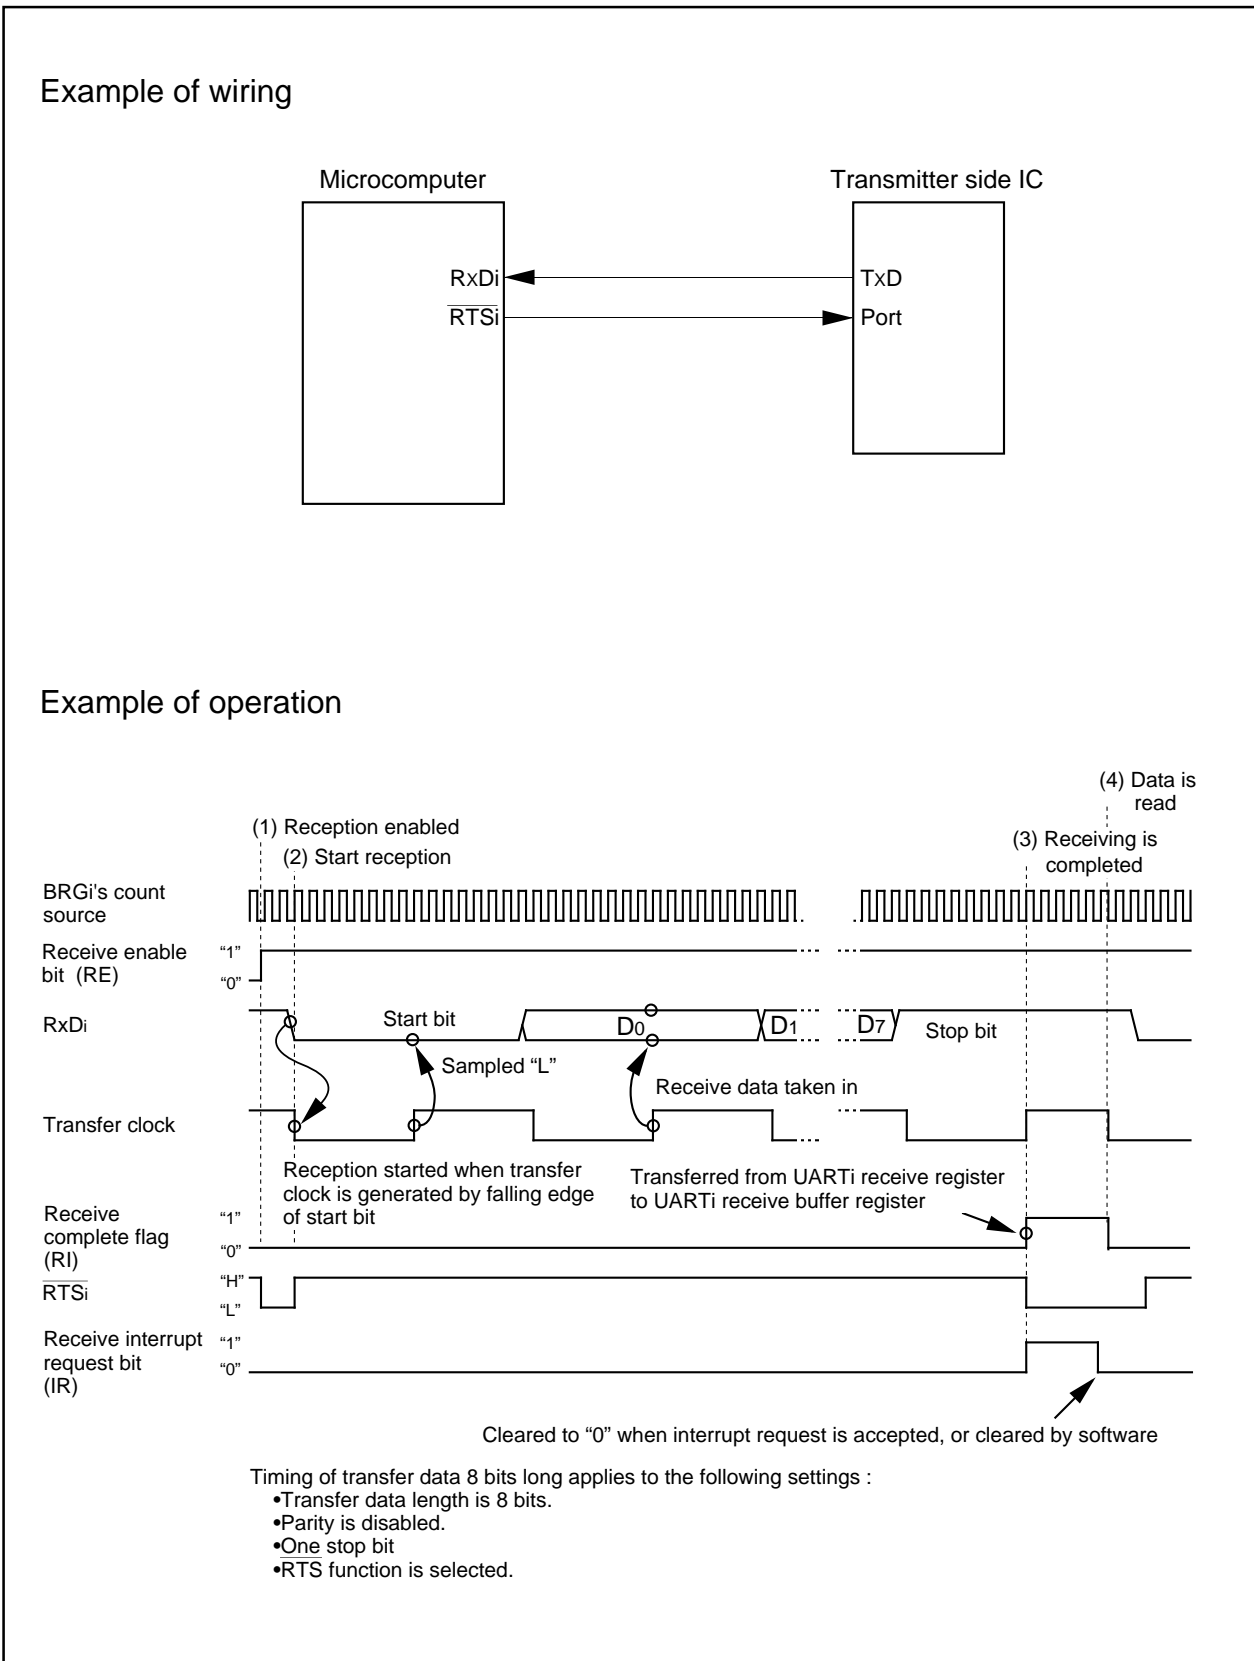 Example of wiring
Microcomputer
Transmitter side IC
RxDi
TxD
RTSi
Port
Example of operation
(4) Data is
read
(1) Reception enabled
(3) Receiving is
completed
(2) Start reception
BRGi's count
source
Receive enable
bit (RE)
“1”
“0”
RxDi
Start bit
D0
D1
D7
Stop bit
Sampled “L”
Receive data taken in
Transfer clock
Reception started when transfer
clock is generated by falling edge
of start bit
Transferred from UARTi receive register
to UARTi receive buffer register
Receive
complete flag
(RI)
“1”
“0”
RTSi
“H”
“L”
Receive interrupt
request bit
(IR)
“1”
“0”
Cleared to “0” when interrupt request is accepted, or cleared by software
Timing of transfer data 8 bits long applies to the following settings :
•Transfer data length is 8 bits.
•Parity is disabled.
•One stop bit
•RTS function is selected.